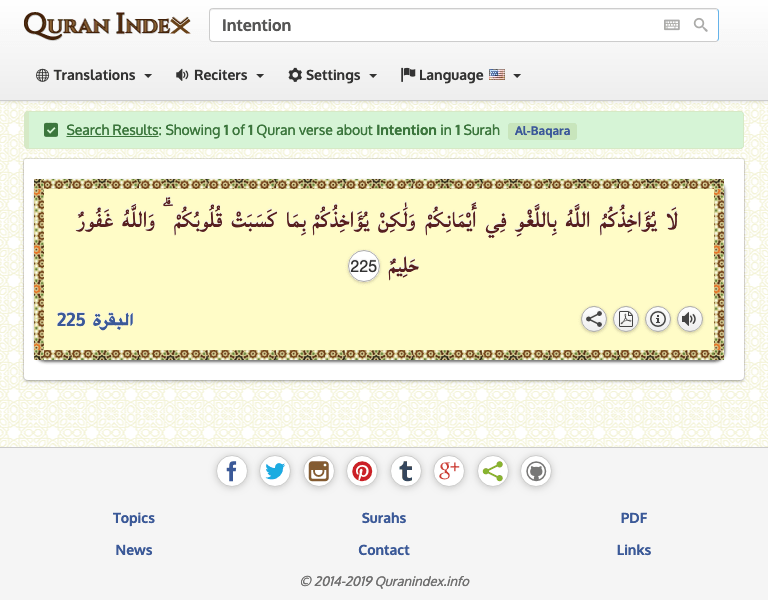 QURAN INDEX
Intention
Translations
Reciters
Settings
Language
Search Results: Showing 1 of 1 Quran verse about Intention in 1 Surah Al-Baqara
لَا يُؤَاخِذُكُمُ اللَّهُ بِاللَّغْوِ فِي أَيْمَانِكُمْ وَلَٰكِنْ يُؤَاخِذُكُمْ بِمَا كَسَبَتْ قُلُوبُكُمْ ۗ وَاللَّهُ غَفُورٌ
حَلِيمٌ 225
البقرة 225
Topics
Surahs
PDF
News
Contact
Links
© 2014-2019 Quranindex.info